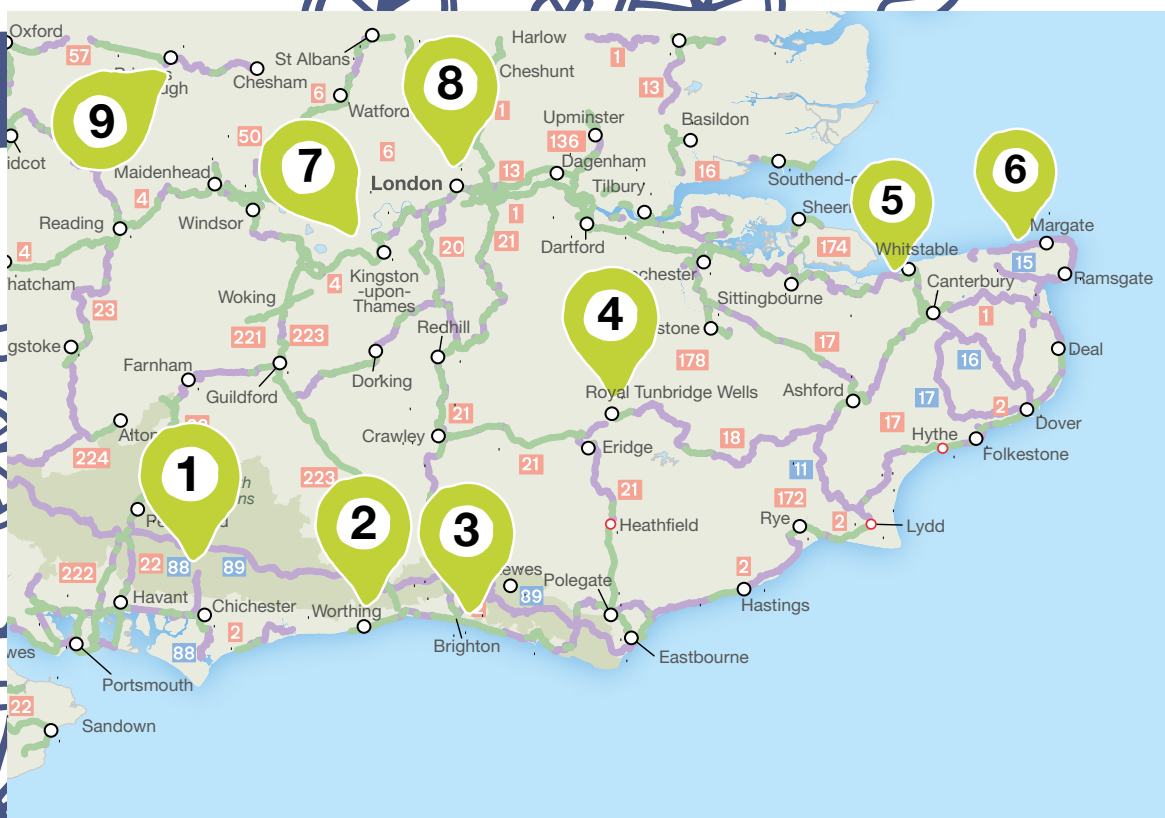 Oxford
57
St Albans
Harlow
1
Chesham
Cheshunt
13
6
Watford
1
9
8
Upminster
Basildon
50
136
idcot
7
6
Dagenham
Maidenhead
London
13
16
Southend-o
6
4
Tilbury
Windsor
1
Sheern
5
Reading
20
21
Dartford
174
Margate
4
Whitstable
15
hatcham
Kingston
-upon-
Thames
4
chester
Canterbury
Ramsgate
Woking
Sittingbourne
23
4
1
221
223
Redhill
stone
17
gstoke
178
Deal
Farnham
Dorking
16
Guildford
Royal Tunbridge Wells
Ashford
17
21
2
Alton
Crawley
18
17
Dover
224
Eridge
Hythe
21
11
Folkestone
223
1
21
172
2
Heathfield
Rye
2
Lydd
3
22
88
89
222
2
ewes
89
Polegate
Havant
Chichester
Worthing
Hastings
2
Brighton
88
wes
Eastbourne
Portsmouth
22
Sandown